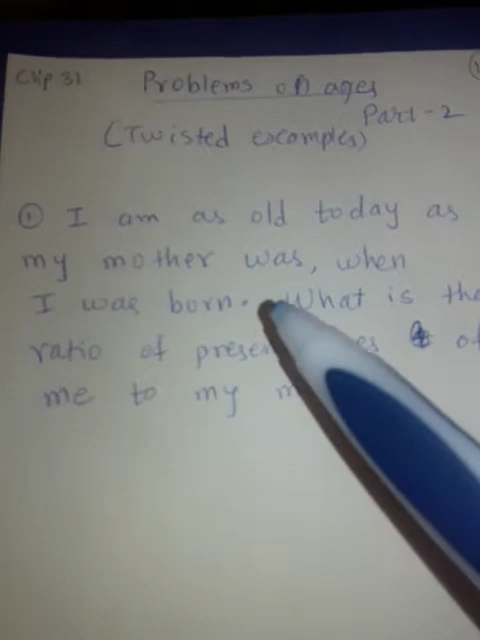 Clip 31
Problems on ages
Part-2
(Twisted examples)
① I am as old today as
my mother was, when
I was born. What is the
ratio of of
me to my